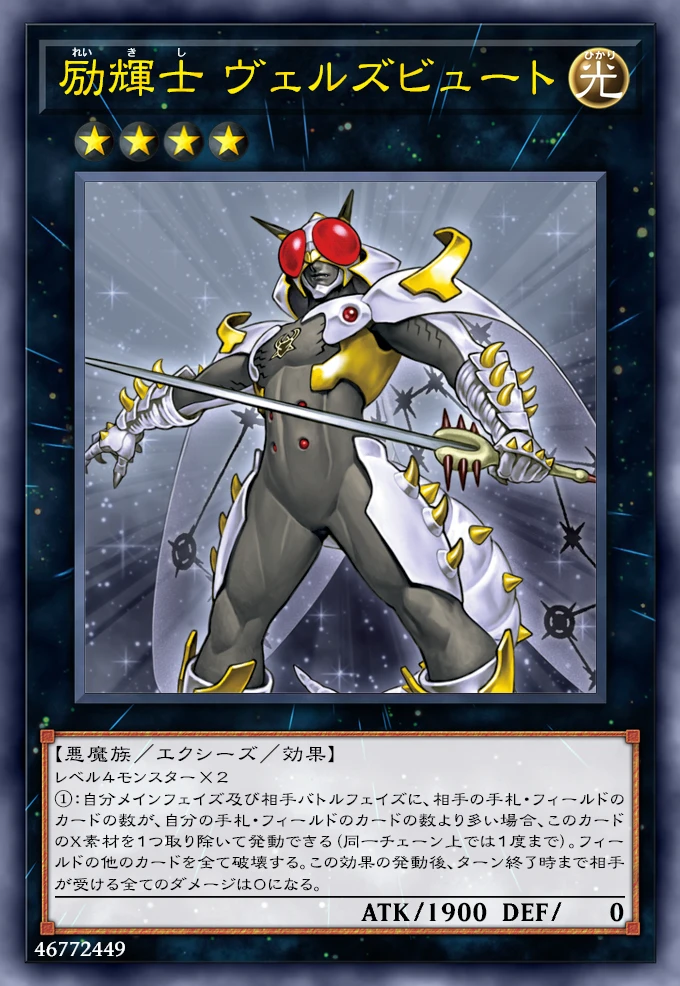 れいきし
励輝士 ヴェルズビュート
ひかり
光
【悪魔族／エクシーズ／効果】
レベル４モンスター×２
①：自分メインフェイズ及び相手バトルフェイズに、相手の手札・フィールドの
カードの数が、自分の手札・フィールドのカードの数より多い場合、このカード
のX素材を１つ取り除いて発動できる（同一チェーン上では１度まで）。フィー
ルドの他のカードを全て破壊する。この効果の発動後、ターン終了時まで相手
が受ける全てのダメージは０になる。
ATK/1900 DEF/ 0
46772449